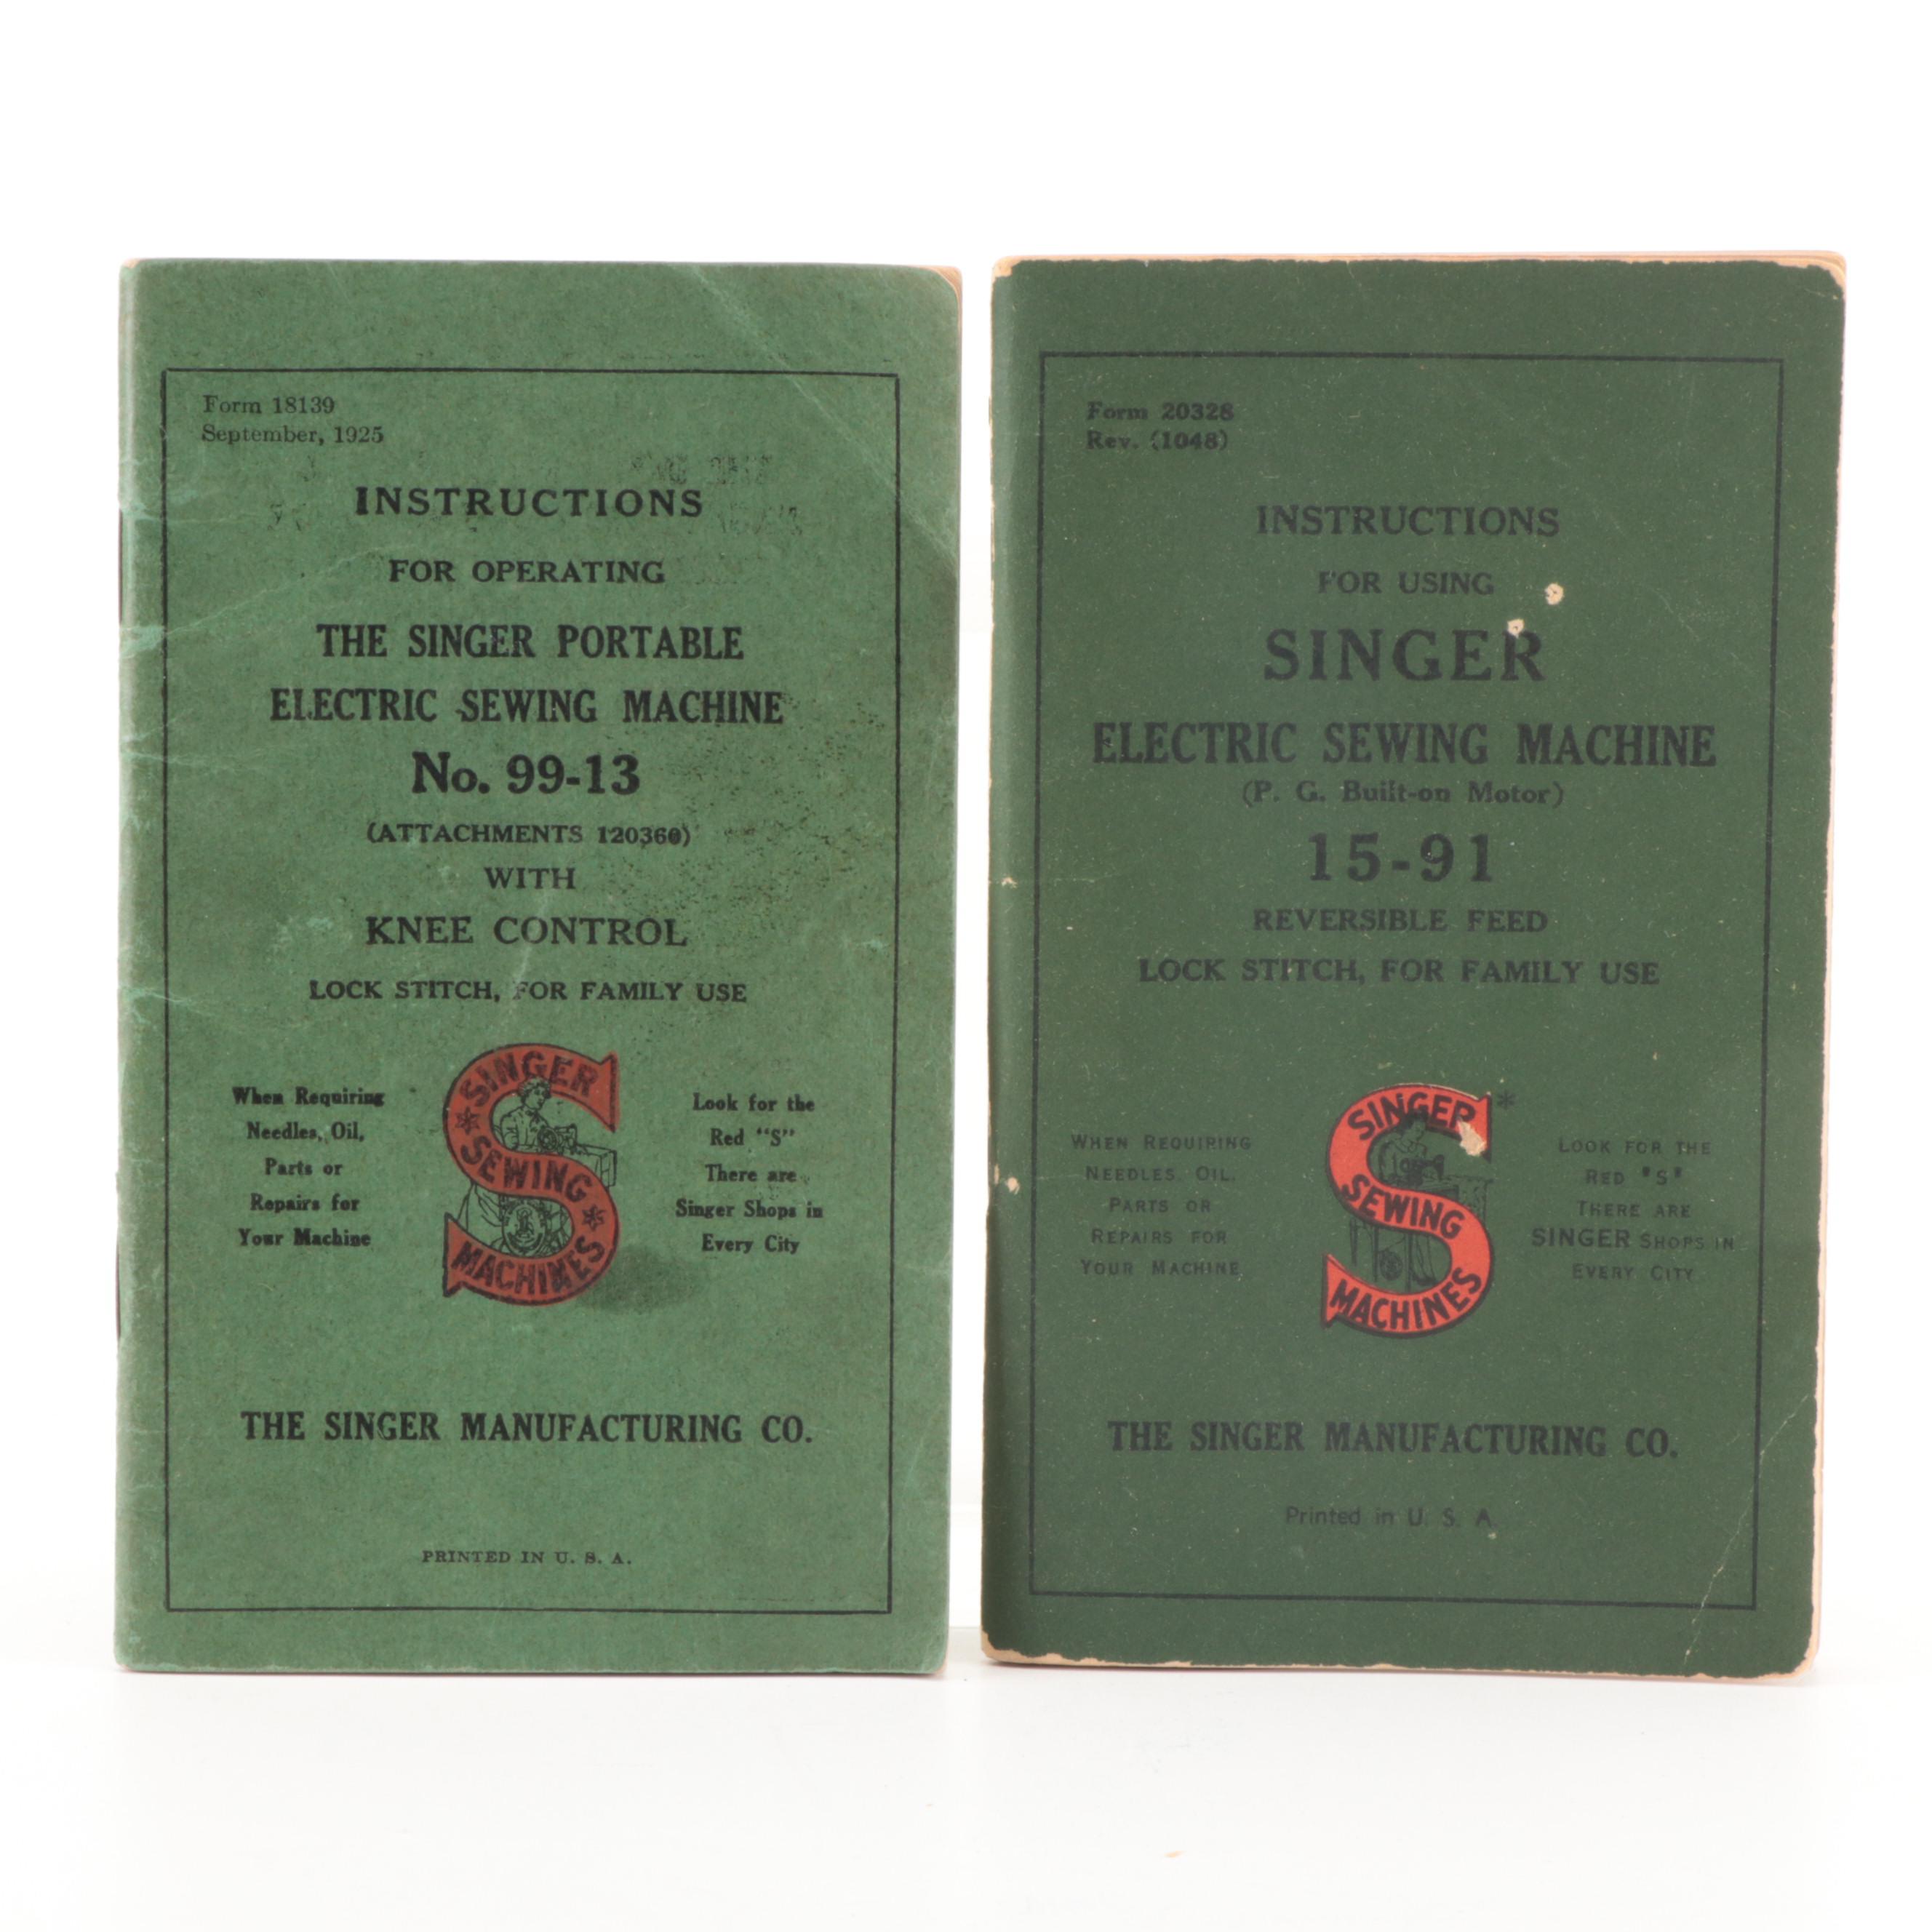 Form 18139
September, 1925
INSTRUCTIONS
FOR OPERATING
THE SINGER PORTABLE
ELECTRIC SEWING MACHINE
No. 99-13
(ATTACHMENTS 120360)
WITH
KNEE CONTROL
LOCK STITCH, FOR FAMILY USE
When Requiring
Needles, Oil,
Parts or
Repairs for
Your Machine
SINGER
SEWING
MACHINES
Look for the
Red "S"
There are
Singer Shops in
Every City
THE SINGER MANUFACTURING CO.
PRINTED IN U. S. A.
Form 20328
Rev. (1048)
INSTRUCTIONS
FOR USING
SINGER
ELECTRIC SEWING MACHINE
(P. G. Built-on Motor)
15-91
REVERSIBLE FEED
LOCK STITCH, FOR FAMILY USE
WHEN REQUIRING
NEEDLES, OIL,
PARTS OR
REPAIRS FOR
YOUR MACHINE
SINGER*
SEWING
MACHINES
LOOK FOR THE
RED "S"
THERE ARE
SINGER SHOPS IN
EVERY CITY
THE SINGER MANUFACTURING CO.
Printed in U. S. A.